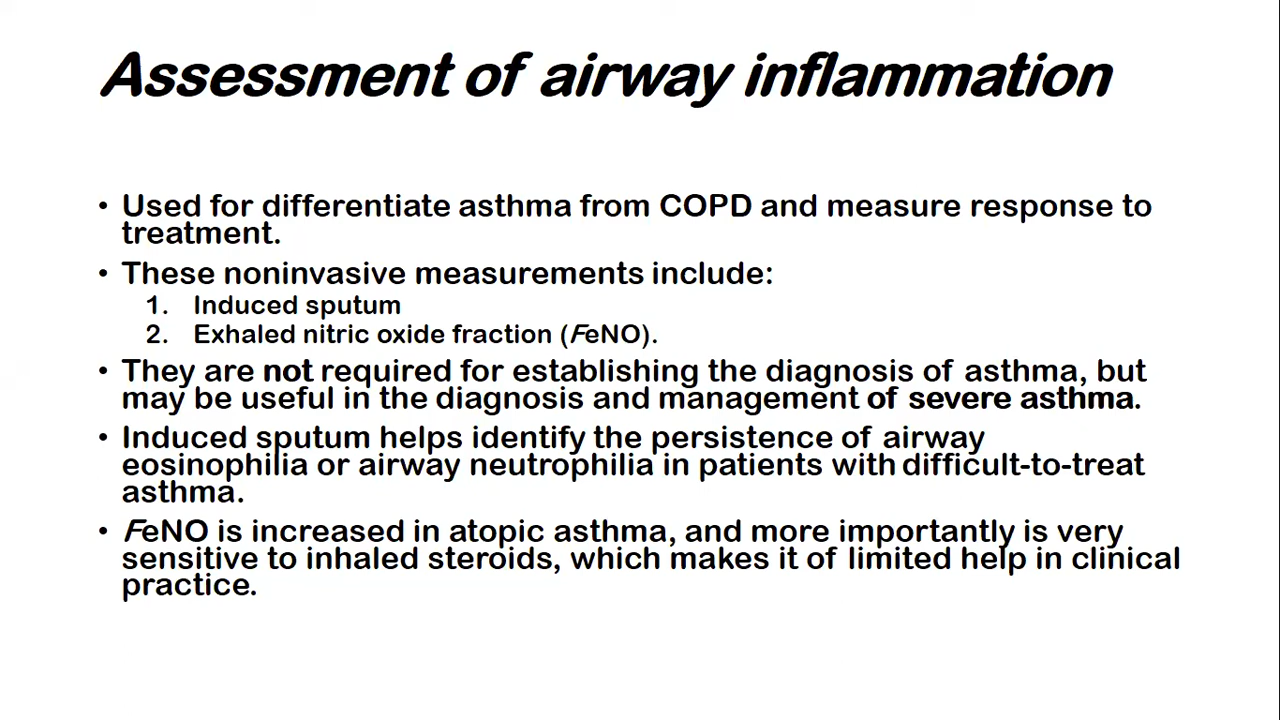 Assessment of airway inflammation
• Used for differentiate asthma from COPD and measure response to
treatment.
• These noninvasive measurements include:
1. Induced sputum
2. Exhaled nitric oxide fraction (FeNO).
• They are not required for establishing the diagnosis of asthma, but
may be useful in the diagnosis and management of severe asthma.
• Induced sputum helps identify the persistence of airway
eosinophilia or airway neutrophilia in patients with difficult-to-treat
asthma.
• FeNO is increased in atopic asthma, and more importantly is very
sensitive to inhaled steroids, which makes it of limited help in clinical
practice.